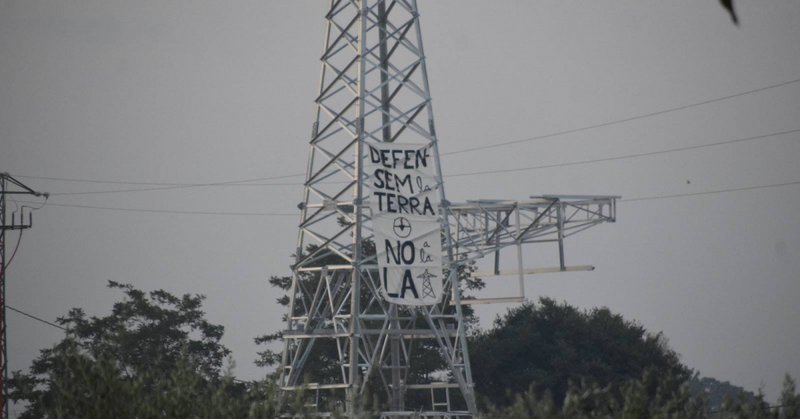 DEFEN-
SEM la
TERRA
NO a la
LA